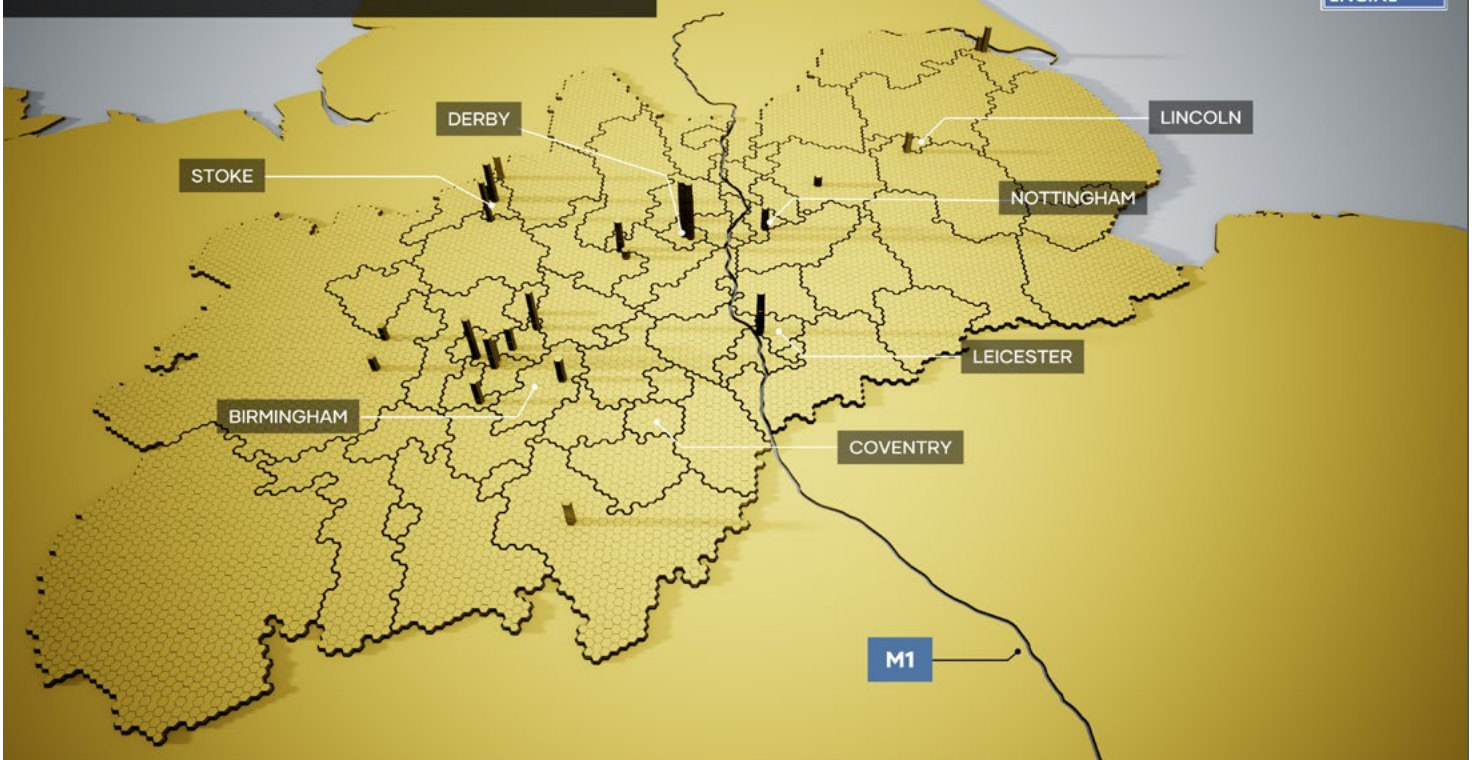 DERBY
LINCOLN
STOKE
NOTTINGHAM
LEICESTER
BIRMINGHAM
COVENTRY
M1